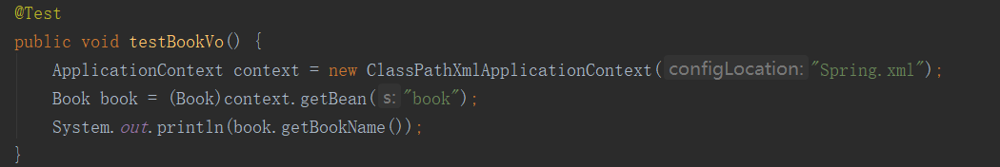 @Test
public void testBookVo() {
    ApplicationContext context = new ClassPathXmlApplicationContext( configLocation: "Spring.xml");
    Book book = (Book)context.getBean( s: "book");
    System.out.println(book.getBookName());
}